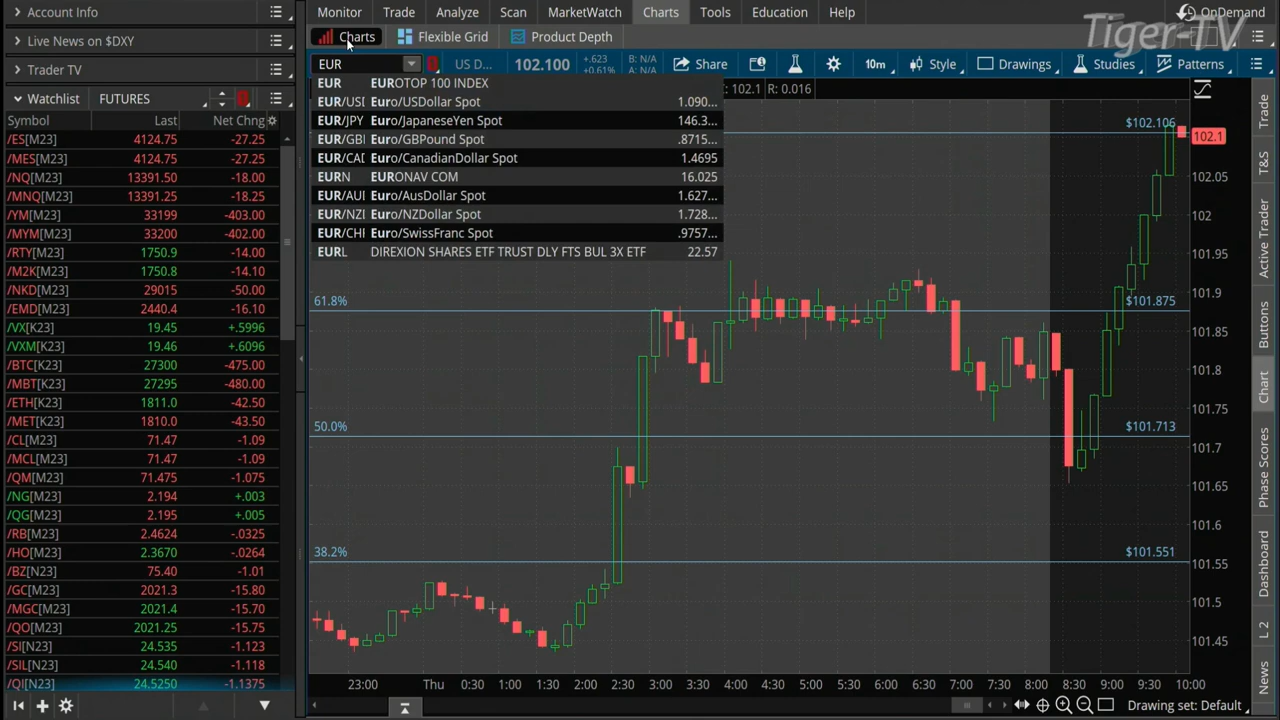 Account Info
Live News on $DXY
Trader TV
Watchlist FUTURES
Symbol Last Net Chng
/ES[M23] 4124.75 -27.25
/MES[M23] 4124.75 -27.25
/NQ[M23] 13391.50 -18.00
/MNQ[M23] 13391.25 -18.25
/YM[M23] 33199 -403.00
/MYM[M23] 33200 -402.00
/RTY[M23] 1750.9 -14.00
/M2K[M23] 1750.8 -14.10
/NKD[M23] 29015 -50.00
/EMD[M23] 2440.4 -16.10
/VX[K23] 19.45 +.5996
/VXM[K23] 19.46 +.6096
/BTC[K23] 27300 -475.00
/MBT[K23] 27295 -480.00
/ETH[K23] 1811.0 -42.50
/MET[K23] 1810.0 -43.50
/CL[M23] 71.47 -1.09
/MCL[M23] 71.47 -1.09
/QM[M23] 71.475 -1.075
/NG[M23] 2.194 +.003
/QG[M23] 2.195 +.005
/RB[M23] 2.4624 -.0325
/HO[M23] 2.3670 -.0264
/BZ[N23] 75.40 -1.01
/GC[M23] 2021.3 -15.80
/MGC[M23] 2021.4 -15.70
/QO[M23] 2021.25 -15.75
/SI[N23] 24.535 -1.123
/SIL[N23] 24.540 -1.118
/QI[N23] 24.5250 -1.1375
Monitor Trade Analyze Scan MarketWatch Charts Tools Education Help
OnDemand
Tiger-TV
Charts Flexible Grid Product Depth
EUR US D... 102.100 +.623 +0.61% B: N/A A: N/A Share 10m Style Drawings Studies Patterns
: 102.1 R: 0.016
EUR EUROTOP 100 INDEX
EUR/USI Euro/USDollar Spot 1.090...
EUR/JPY Euro/JapaneseYen Spot 146.3...
EUR/GBI Euro/GBPound Spot .8715...
EUR/CAI Euro/CanadianDollar Spot 1.4695
EURN EURONAV COM 16.025
EUR/AUI Euro/AusDollar Spot 1.627...
EUR/NZI Euro/NZDollar Spot 1.728...
EUR/CHI Euro/SwissFranc Spot .9757...
EURL DIREXION SHARES ETF TRUST DLY FTS BUL 3X ETF 22.57
$102.106
61.8% $101.875
50.0% $101.713
38.2% $101.551
102.1
102.05
102
101.95
101.9
101.85
101.8
101.75
101.7
101.65
101.6
101.55
101.5
101.45
23:00 Thu 0:30 1:00 1:30 2:00 2:30 3:00 3:30 4:00 4:30 5:00 5:30 6:00 6:30 7:00 7:30 8:00 8:30 9:00 9:30 10:00
Drawing set: Default
Trade
T&S
Active Trader
Buttons
Chart
Phase Scores
Dashboard
L 2
News